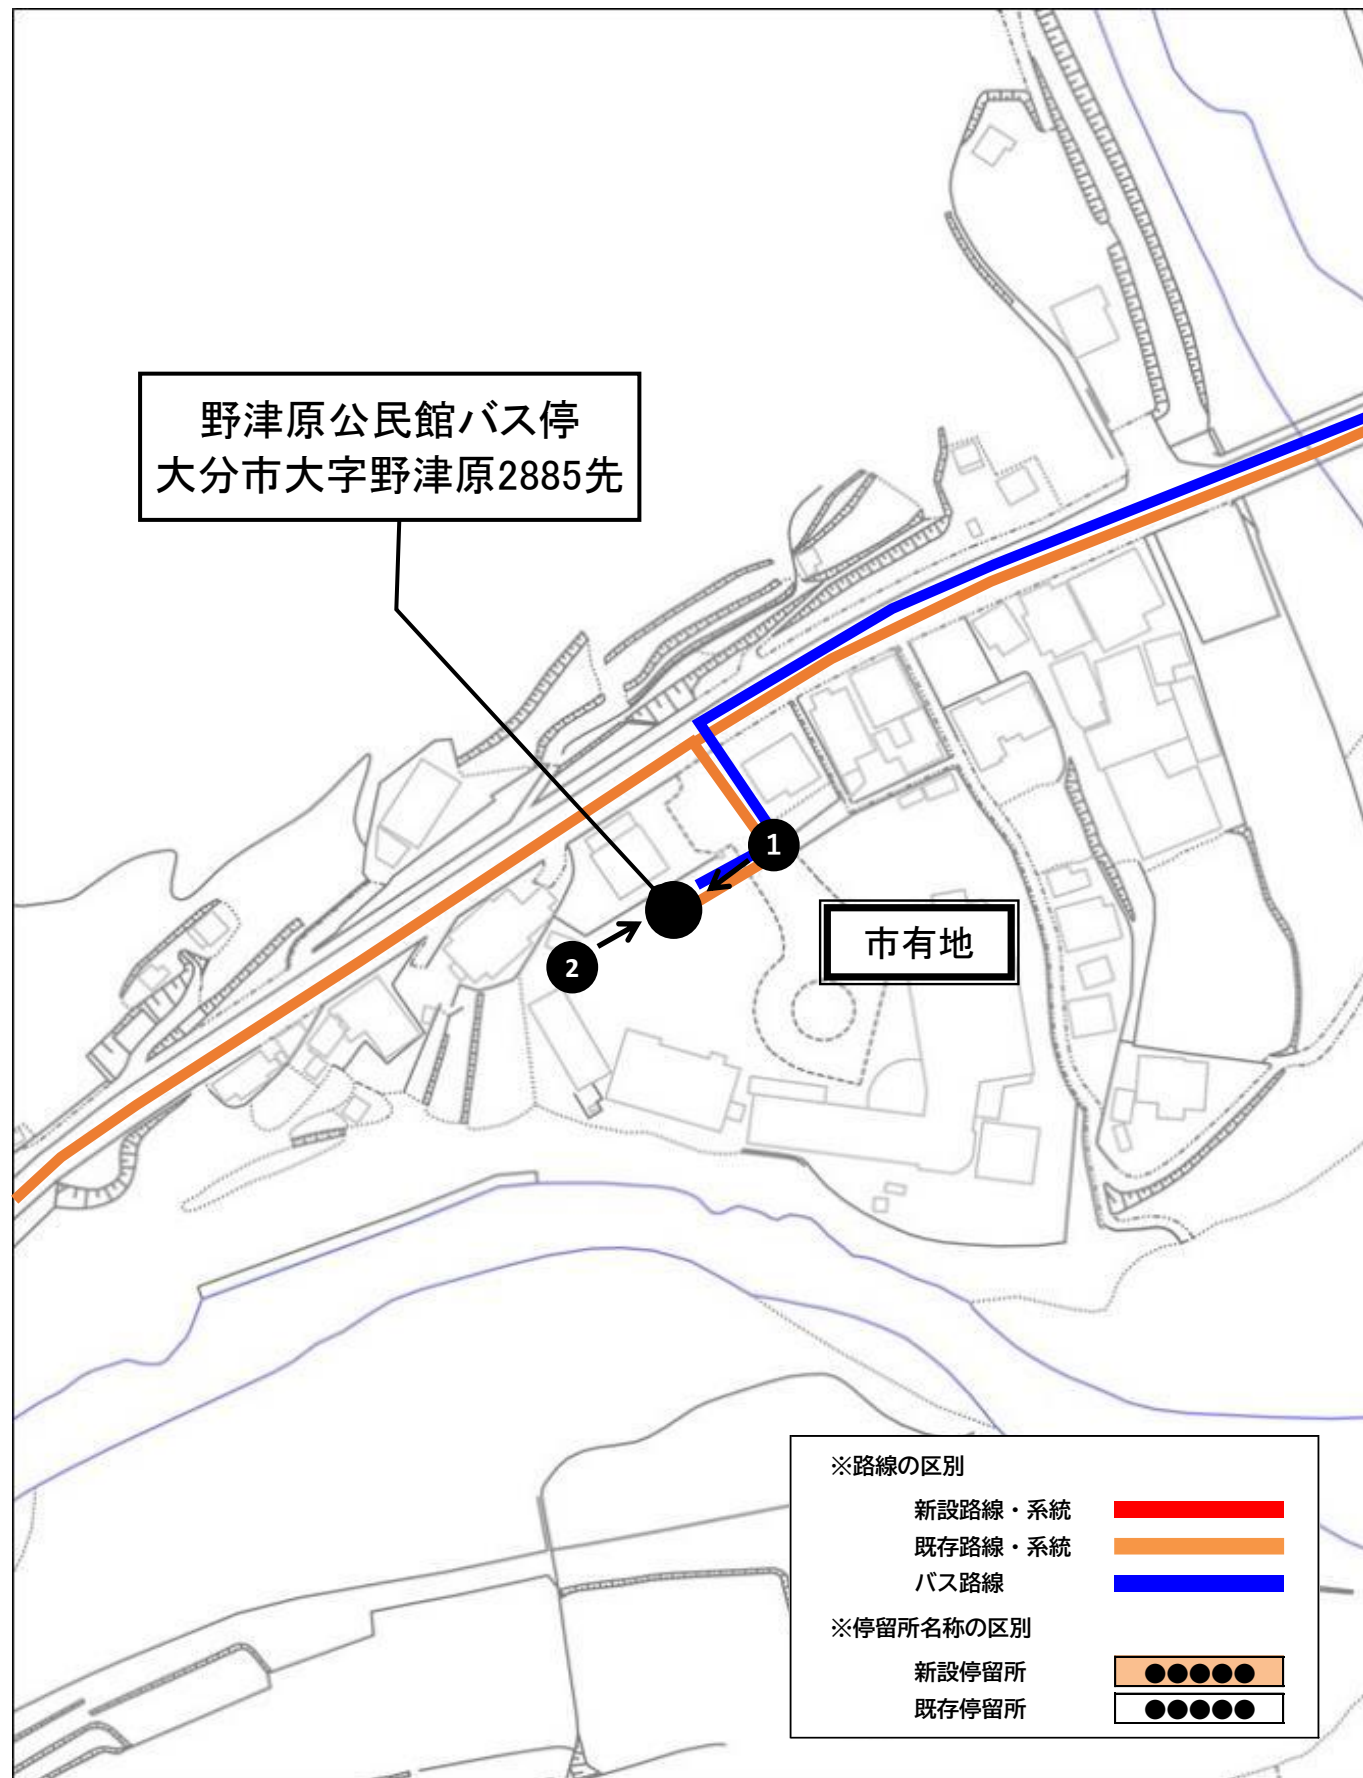 野津原公民館バス停
大分市大字野津原2885先
1
2
市有地
※路線の区別
新設路線・系統
既存路線・系統
バス路線
※停留所名称の区別
新設停留所 ●●●●●
既存停留所 ●●●●●